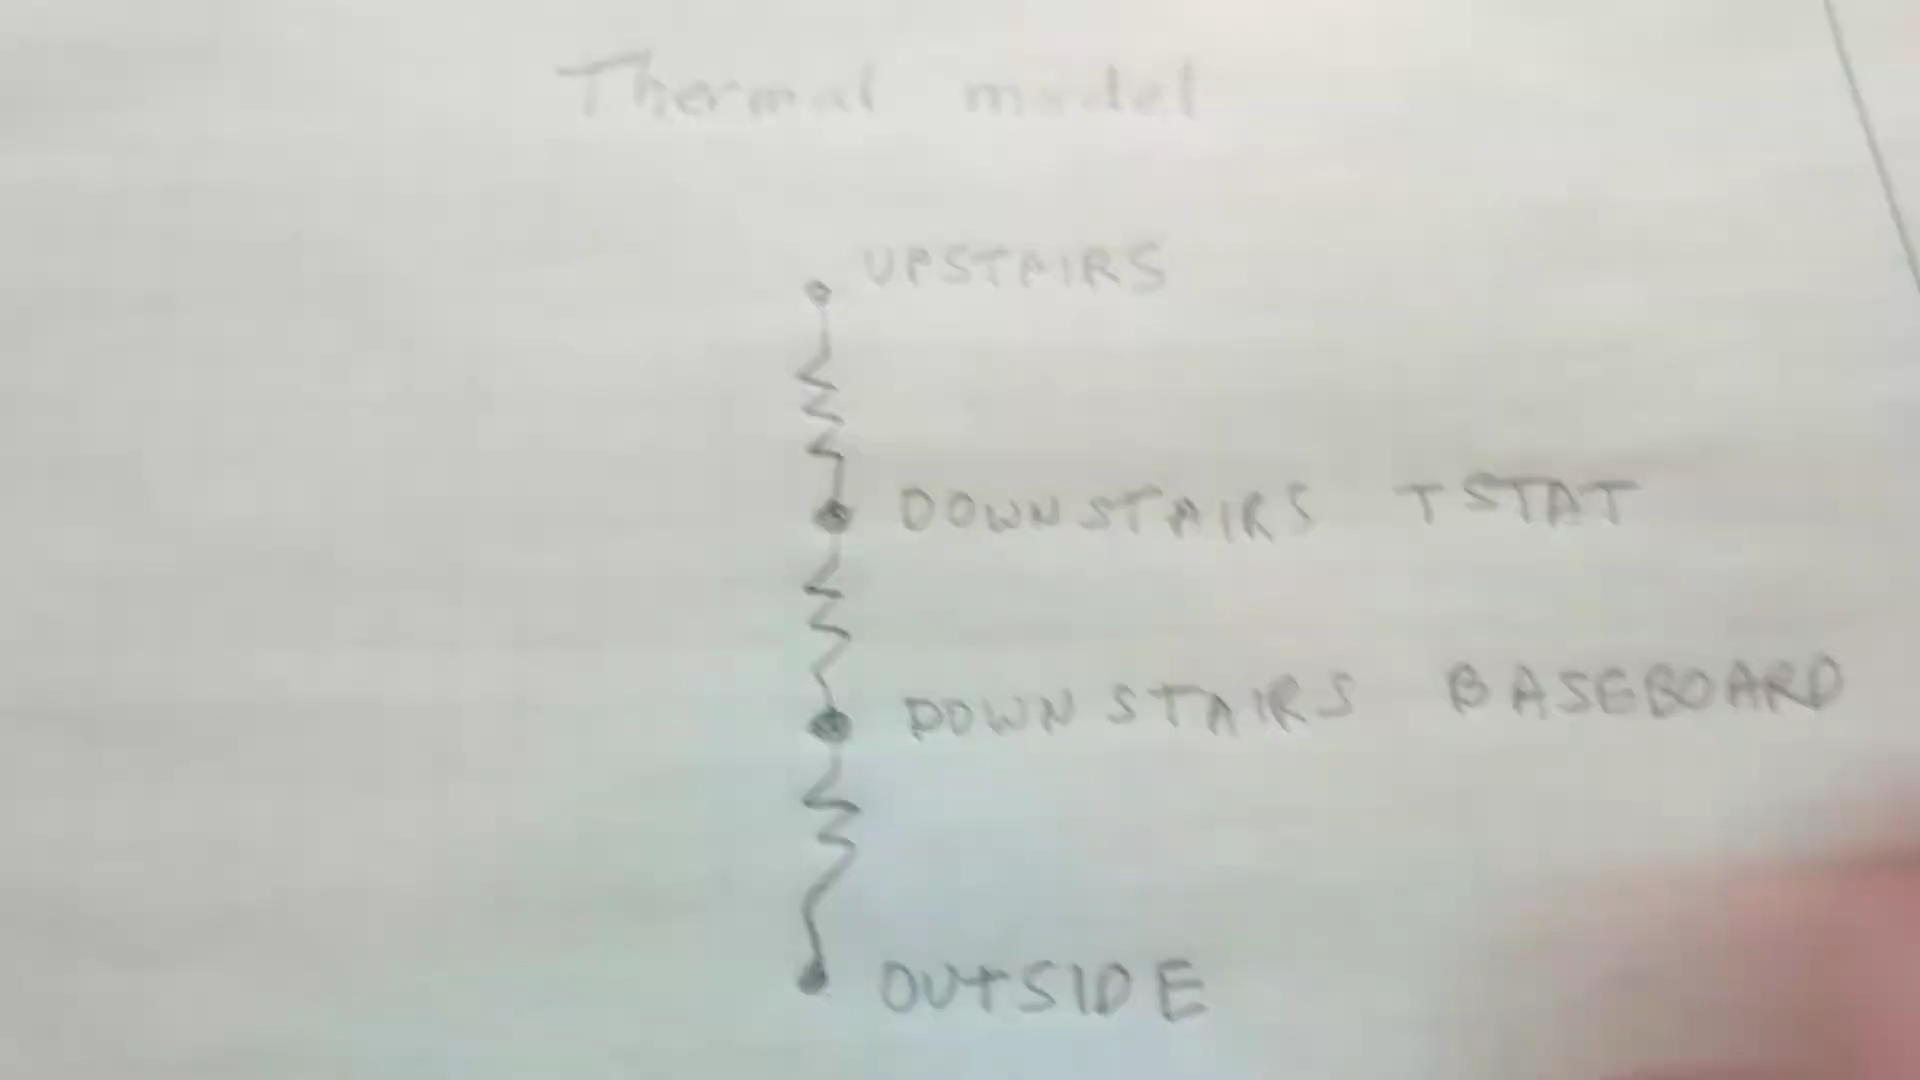 Thermal model
UPSTAIRS
DOWNSTAIRS TSTAT
DOWNSTAIRS BASEBOARD
OUTSIDE